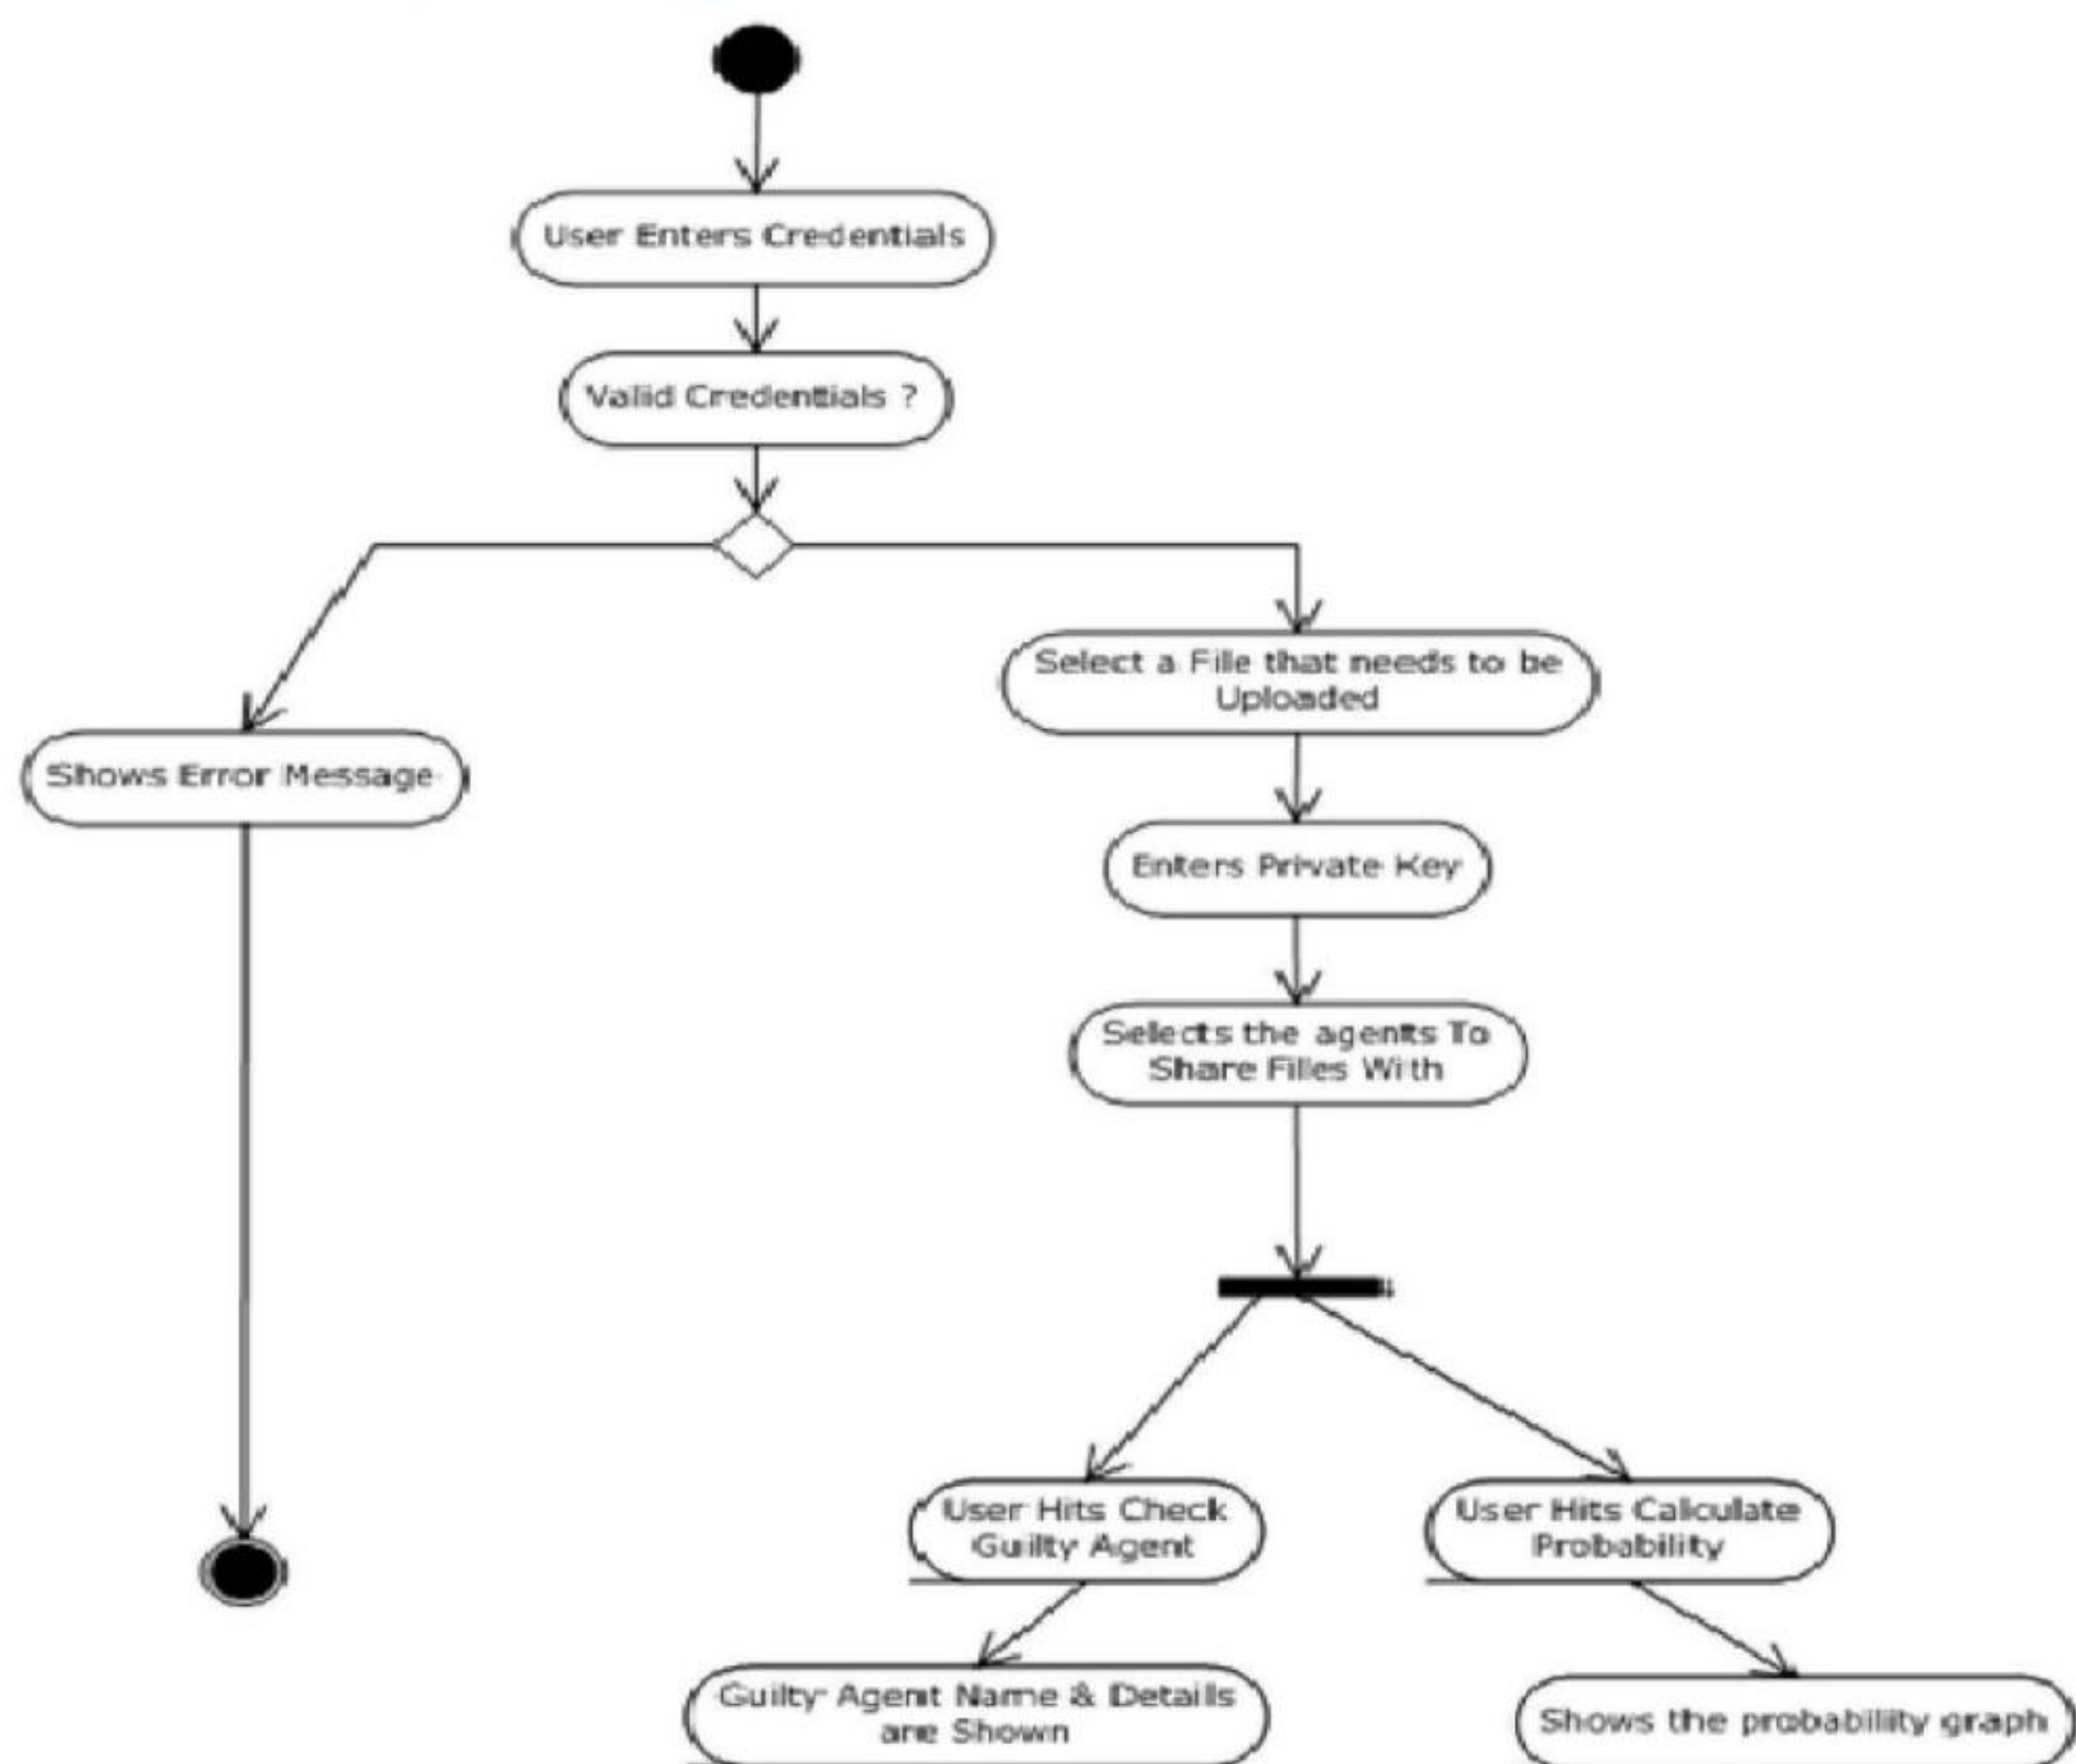 User Enters Credentials
Valid Credentials ?
Select a File that needs to be
Uploaded
Shows Error Message
Enters Private Key
Selects the agents To
Share Files With
User Hits Check
Guilty Agent
User Hits Calculate
Probability
Guilty Agent Name & Details
are Shown
Shows the probability graph